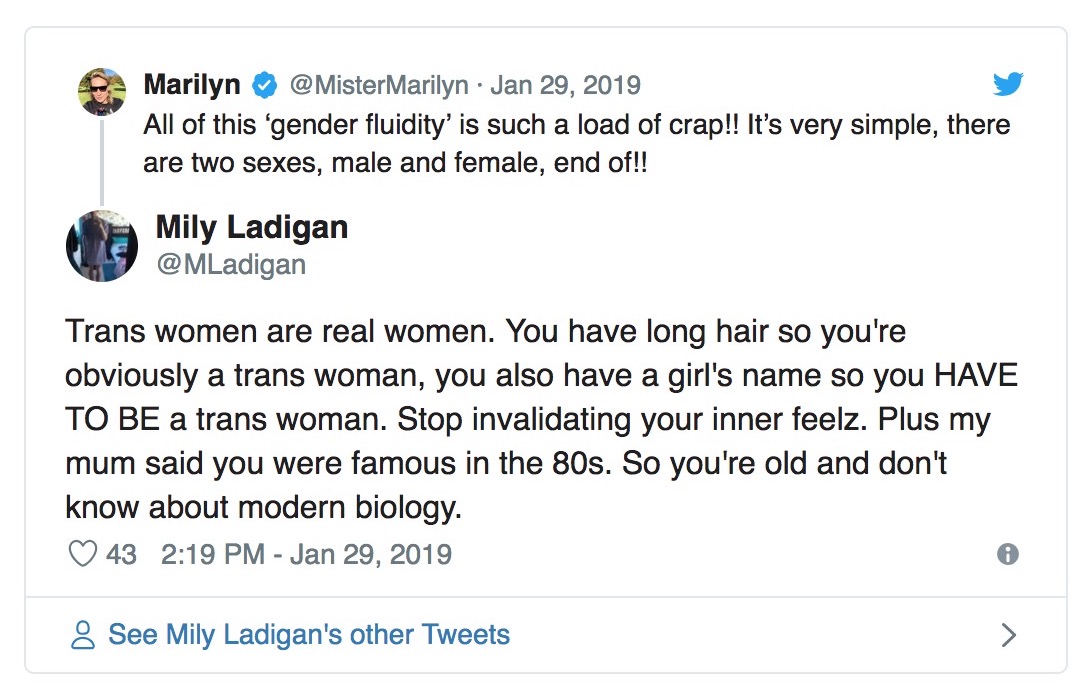 Marilyn @MisterMarilyn · Jan 29, 2019
All of this ‘gender fluidity’ is such a load of crap!! It’s very simple, there
are two sexes, male and female, end of!!
Mily Ladigan
@MLadigan
Trans women are real women. You have long hair so you're
obviously a trans woman, you also have a girl's name so you HAVE
TO BE a trans woman. Stop invalidating your inner feelz. Plus my
mum said you were famous in the 80s. So you're old and don't
know about modern biology.
43 2:19 PM - Jan 29, 2019
See Mily Ladigan's other Tweets